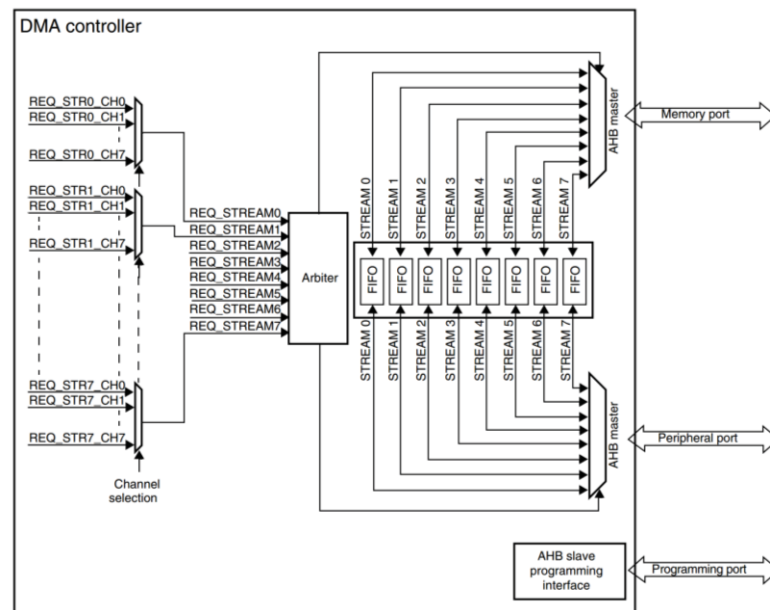 DMA controller
REQ_STR0_CH0
REQ_STR0_CH1
REQ_STR0_CH7
REQ_STR1_CH0
REQ_STR1_CH1
REQ_STR1_CH7
REQ_STR7_CH0
REQ_STR7_CH1
REQ_STR7_CH7
Channel
selection
REQ_STREAM0
REQ_STREAM1
REQ_STREAM2
REQ_STREAM3
REQ_STREAM4
REQ_STREAM5
REQ_STREAM6
REQ_STREAM7
Arbiter
STREAM 0
STREAM 1
STREAM 2
STREAM 3
STREAM 4
STREAM 5
STREAM 6
STREAM 7
FIFO
FIFO
FIFO
FIFO
FIFO
FIFO
FIFO
FIFO
STREAM 0
STREAM 1
STREAM 2
STREAM 3
STREAM 4
STREAM 5
STREAM 6
STREAM 7
AHB master
Memory port
AHB master
Peripheral port
AHB slave
programming
interface
Programming port